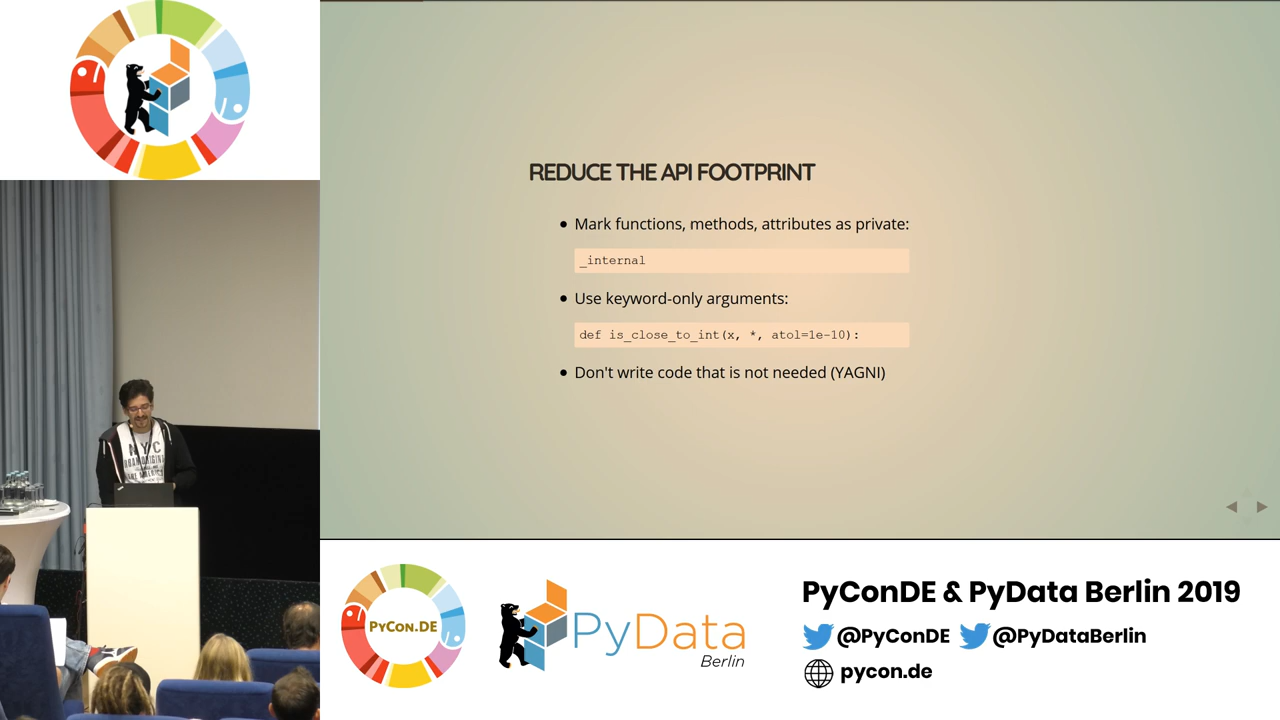 REDUCE THE API FOOTPRINT
Mark functions, methods, attributes as private:
_internal
Use keyword-only arguments:
def is_close_to_int(x, *, atol=1e-10):
Don't write code that is not needed (YAGNI)
NYC
PYCON.DE
PyData
Berlin
PyConDE & PyData Berlin 2019
@PyConDE @PyDataBerlin
pycon.de